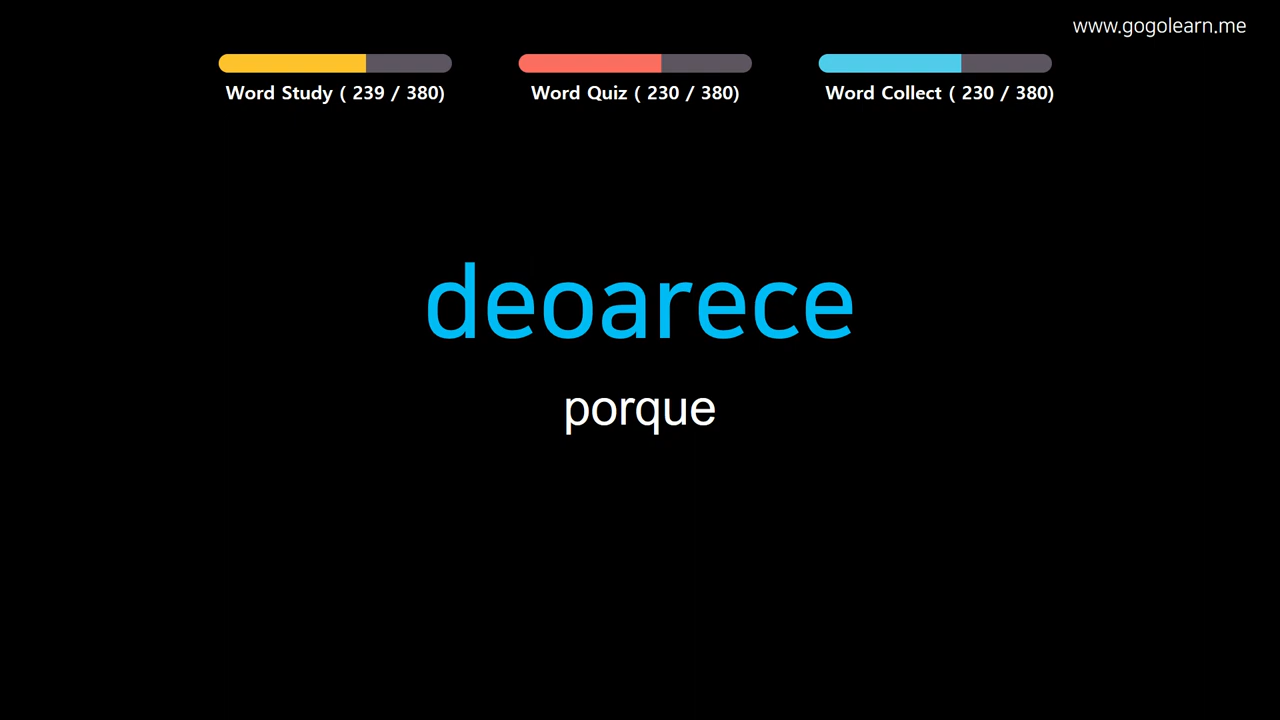 www.gogolearn.me
Word Study ( 239 / 380)
Word Quiz ( 230 / 380)
Word Collect ( 230 / 380)
deoarece
porque